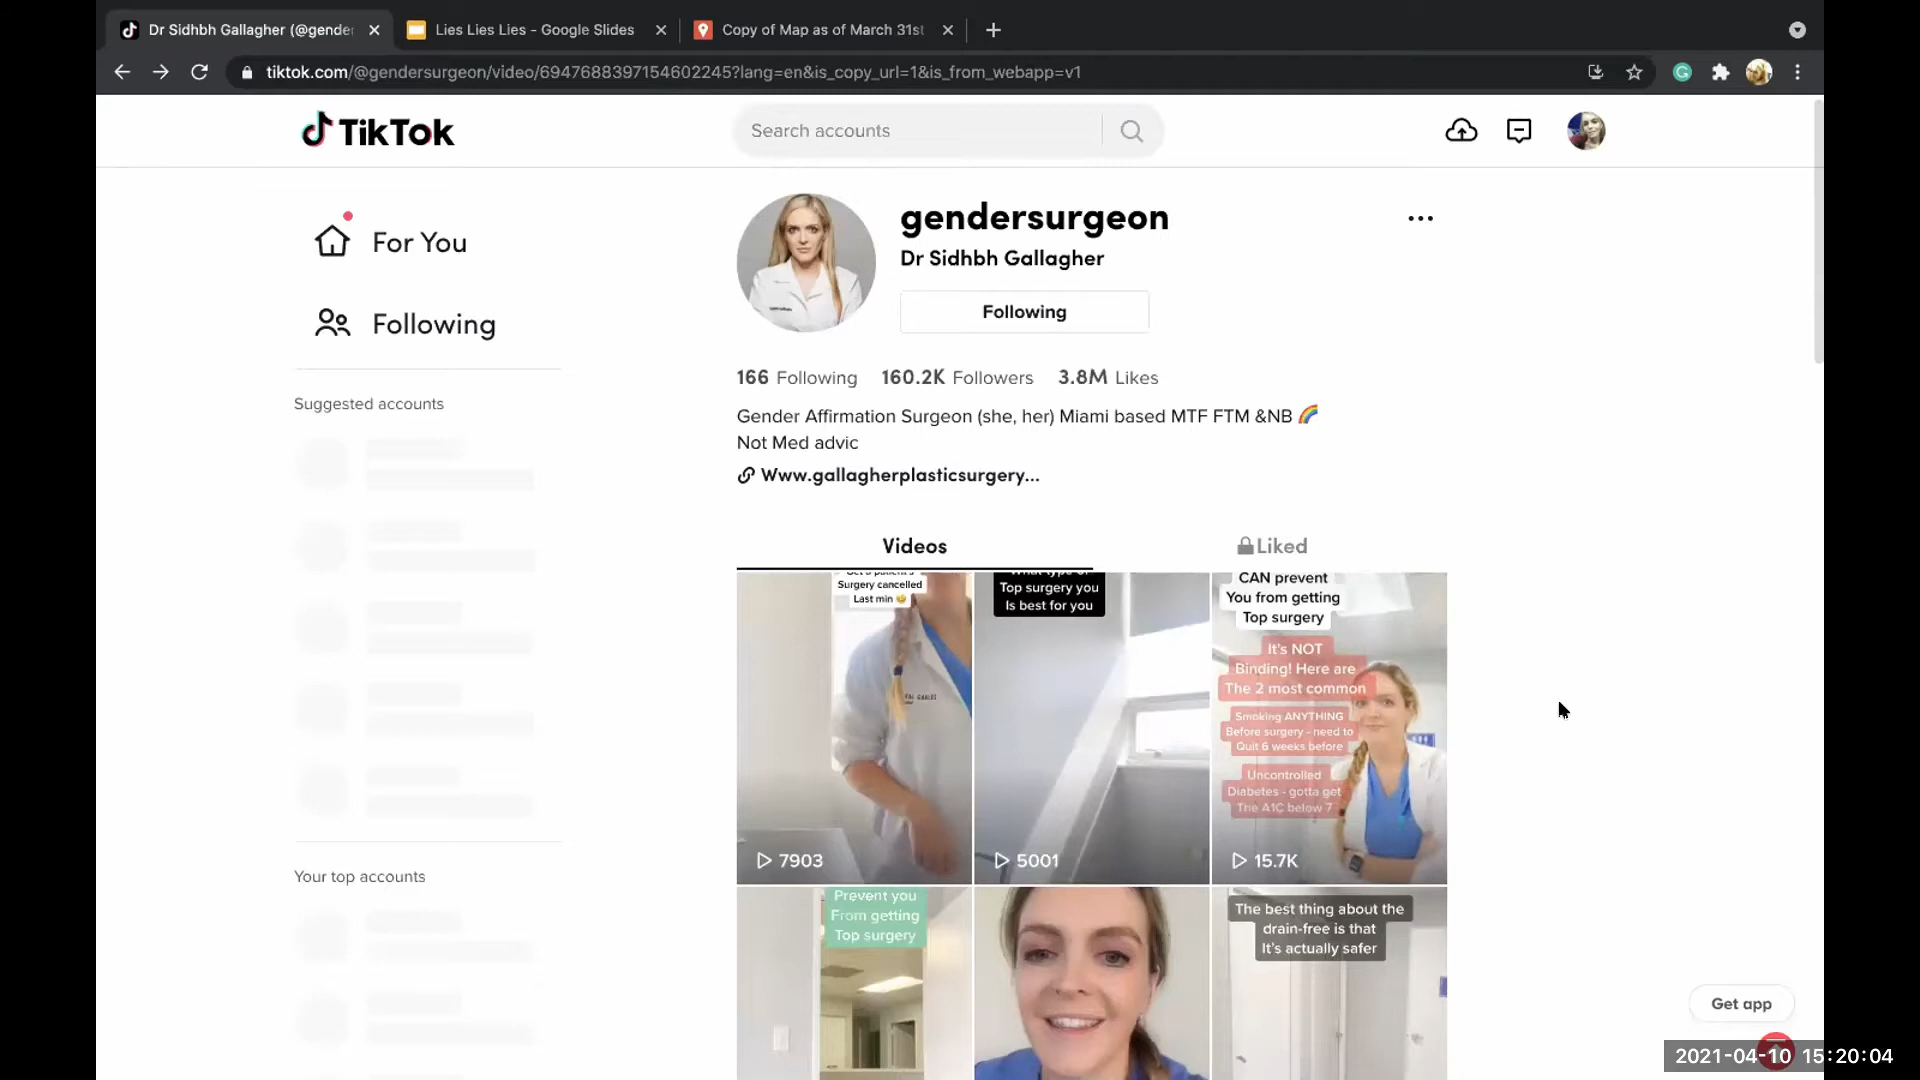 Dr Sidhbh Gallagher (@gende
Lies Lies Lies - Google Slides
Copy of Map as of March 31st
tiktok.com/@gendersurgeon/video/6947688397154602245?lang=en&is_copy_url=1&is_from_webapp=v1
TikTok
Search accounts
For You
Following
Suggested accounts
Your top accounts
gendersurgeon
Dr Sidhbh Gallagher
Following
166 Following 160.2K Followers 3.8M Likes
Gender Affirmation Surgeon (she, her) Miami based MTF FTM &NB 🌈
Not Med advic
Www.gallagherplasticsurgery...
Videos
Liked
Surgery cancelled
Last min 🤣
7903
Top surgery you
Is best for you
5001
CAN prevent
You from getting
Top surgery
It's NOT
Binding! Here are
The 2 most common
Smoking ANYTHING
Before surgery - need to
Quit 6 weeks before
Uncontrolled
Diabetes - gotta get
The A1C below 7
15.7K
Prevent you
From getting
Top surgery
The best thing about the
drain-free is that
It's actually safer
Get app
2021-04-10 15:20:04